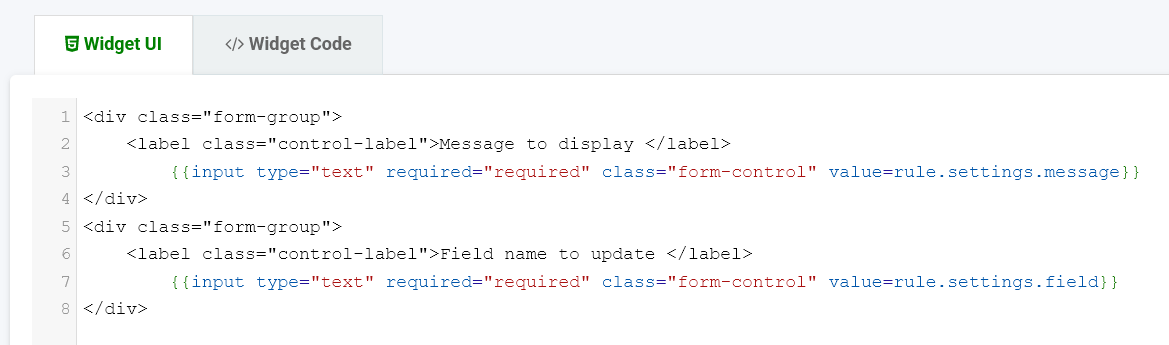 Widget UI
</> Widget Code
1 <div class="form-group">
2 <label class="control-label">Message to display </label>
3 {{input type="text" required="required" class="form-control" value=rule.settings.message}}
4 </div>
5 <div class="form-group">
6 <label class="control-label">Field name to update </label>
7 {{input type="text" required="required" class="form-control" value=rule.settings.field}}
8 </div>